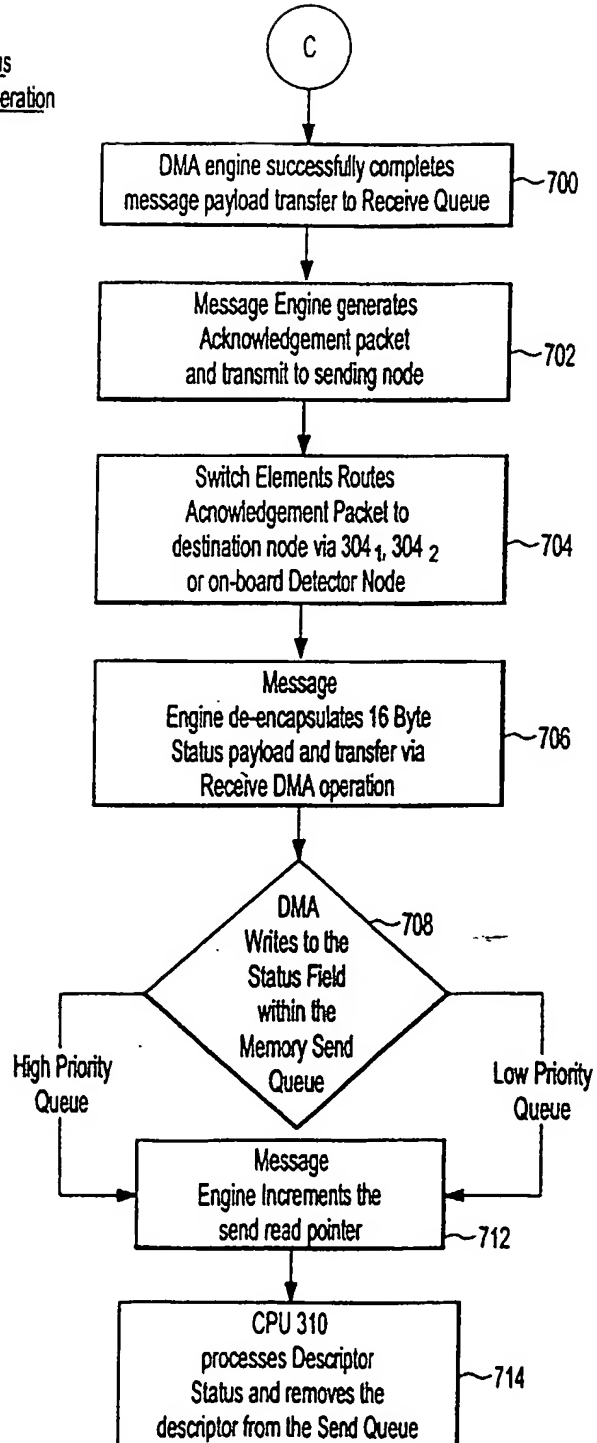 us
eration
C
DMA engine successfully completes
message payload transfer to Receive Queue
700
Message Engine generates
Acknowledgement packet
and transmit to sending node
702
Switch Elements Routes
Acnowledgement Packet to
destination node via 304 1, 304 2
or on-board Detector Node
704
Message
Engine de-encapsulates 16 Byte
Status payload and transfer via
Receive DMA operation
706
DMA
Writes to the
Status Field
within the
Memory Send
Queue
708
High Priority
Queue
Low Priority
Queue
Message
Engine Increments the
send read pointer
712
CPU 310
processes Descriptor
Status and removes the
descriptor from the Send Queue
714